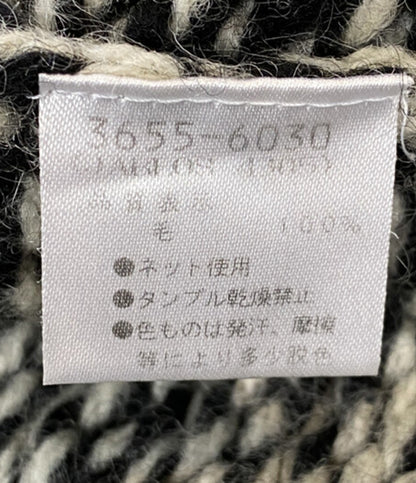 3655-6030
品質表示
毛 100%
●ネット使用
●タンブル乾燥禁止
●色ものは発汗、摩擦
等により多少脱色